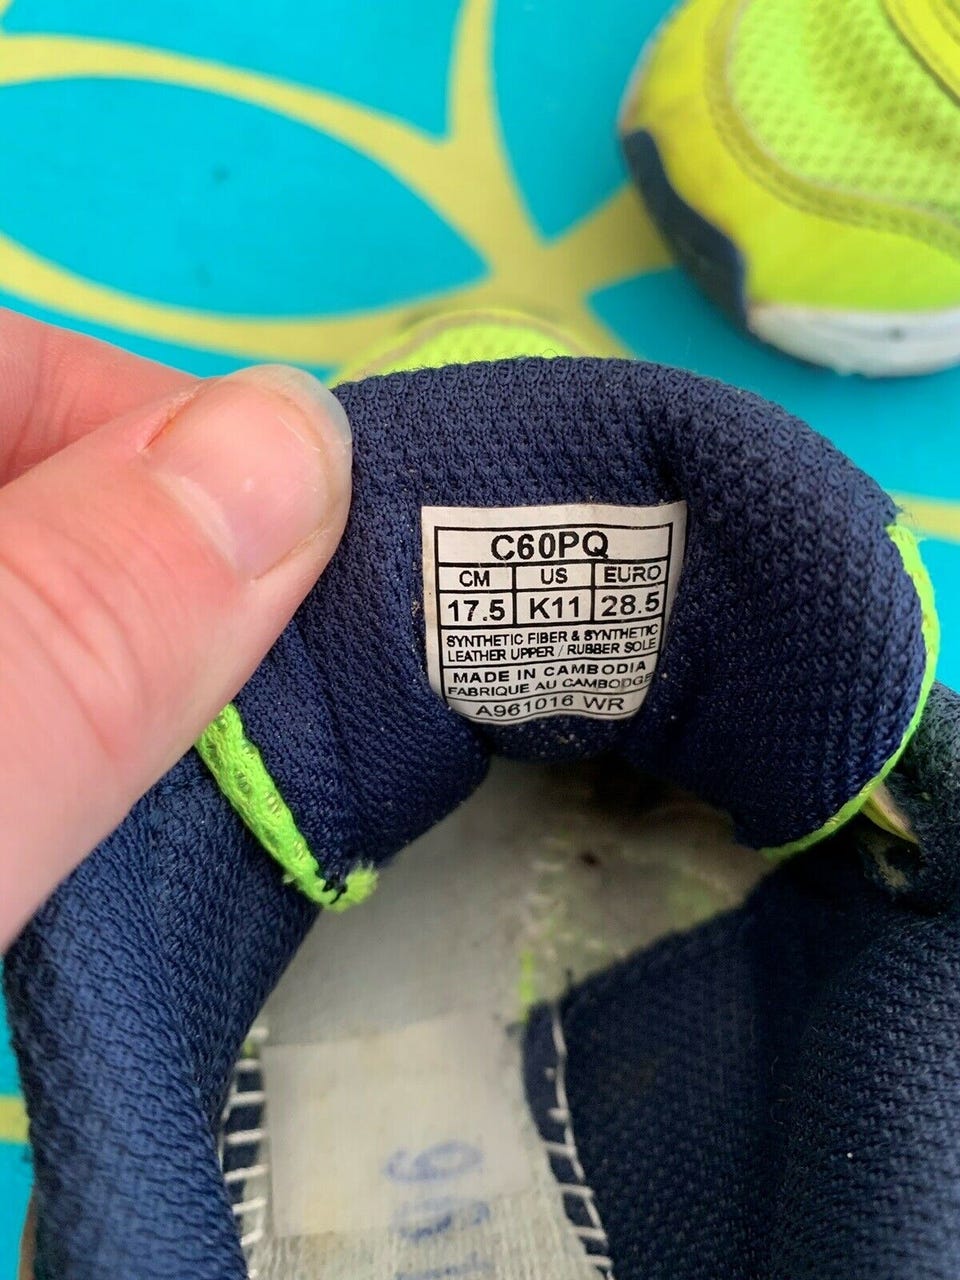 C60PQ
CM US EURO
17.5 K11 28.5
SYNTHETIC FIBER & SYNTHETIC
LEATHER UPPER / RUBBER SOLE
MADE IN CAMBODIA
FABRIQUE AU CAMBODGE
A961016 WR